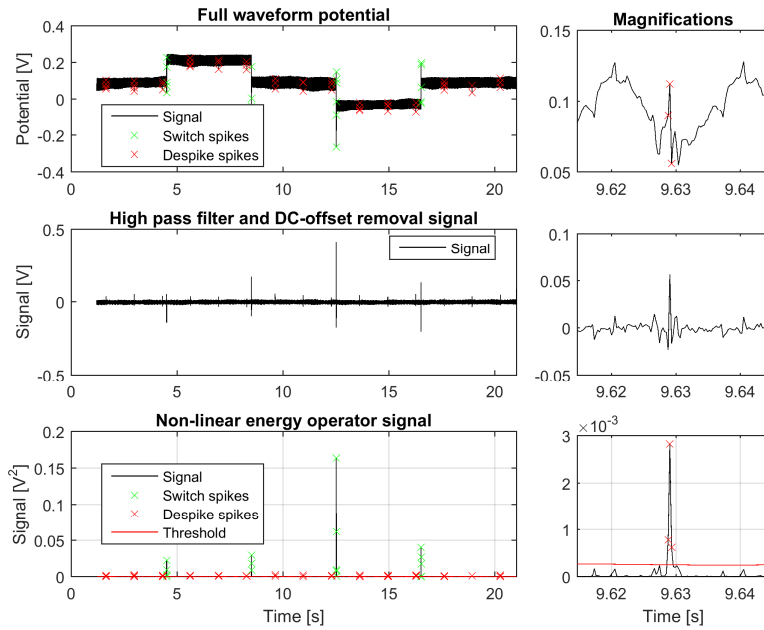 Full waveform potential
Magnifications
Potential [V]
0.4
0.2
0
-0.2
-0.4
Signal
Switch spikes
Despike spikes
0 5 10 15 20
0.15
0.1
0.05
9.62 9.63 9.64
High pass filter and DC-offset removal signal
Signal [V]
0.5
0
-0.5
Signal
0 5 10 15 20
0.1
0.05
0
-0.05
9.62 9.63 9.64
Non-linear energy operator signal
Signal [V²]
0.2
0.15
0.1
0.05
0
Signal
Switch spikes
Despike spikes
Threshold
0 5 10 15 20
Time [s]
×10⁻³
3
2
1
0
9.62 9.63 9.64
Time [s]